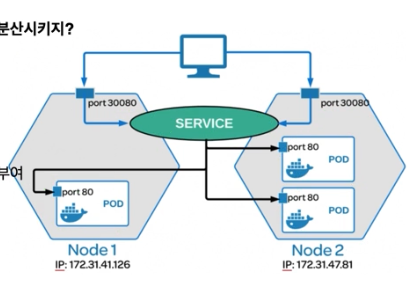 분산시키지?
port 30080
port 30080
SERVICE
port 80
POD
부여
port 80
POD
port 80
POD
Node 1
IP: 172.31.41.126
Node 2
IP: 172.31.47.81